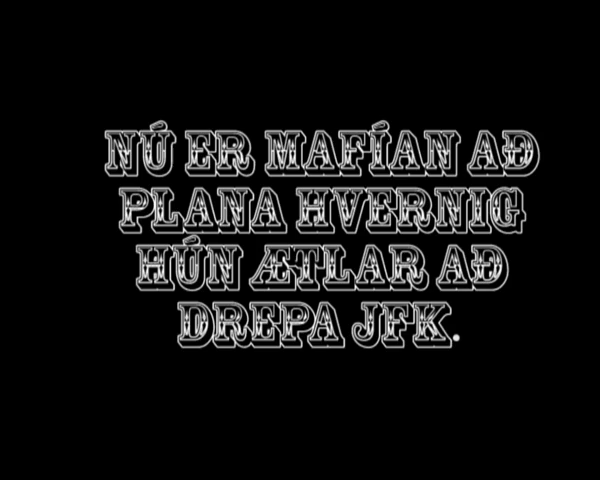 NÚ ER MAFÍAN AÐ
PLANA HVERNIG
HÚN ÆTLAR AÐ
DREPA JFK.